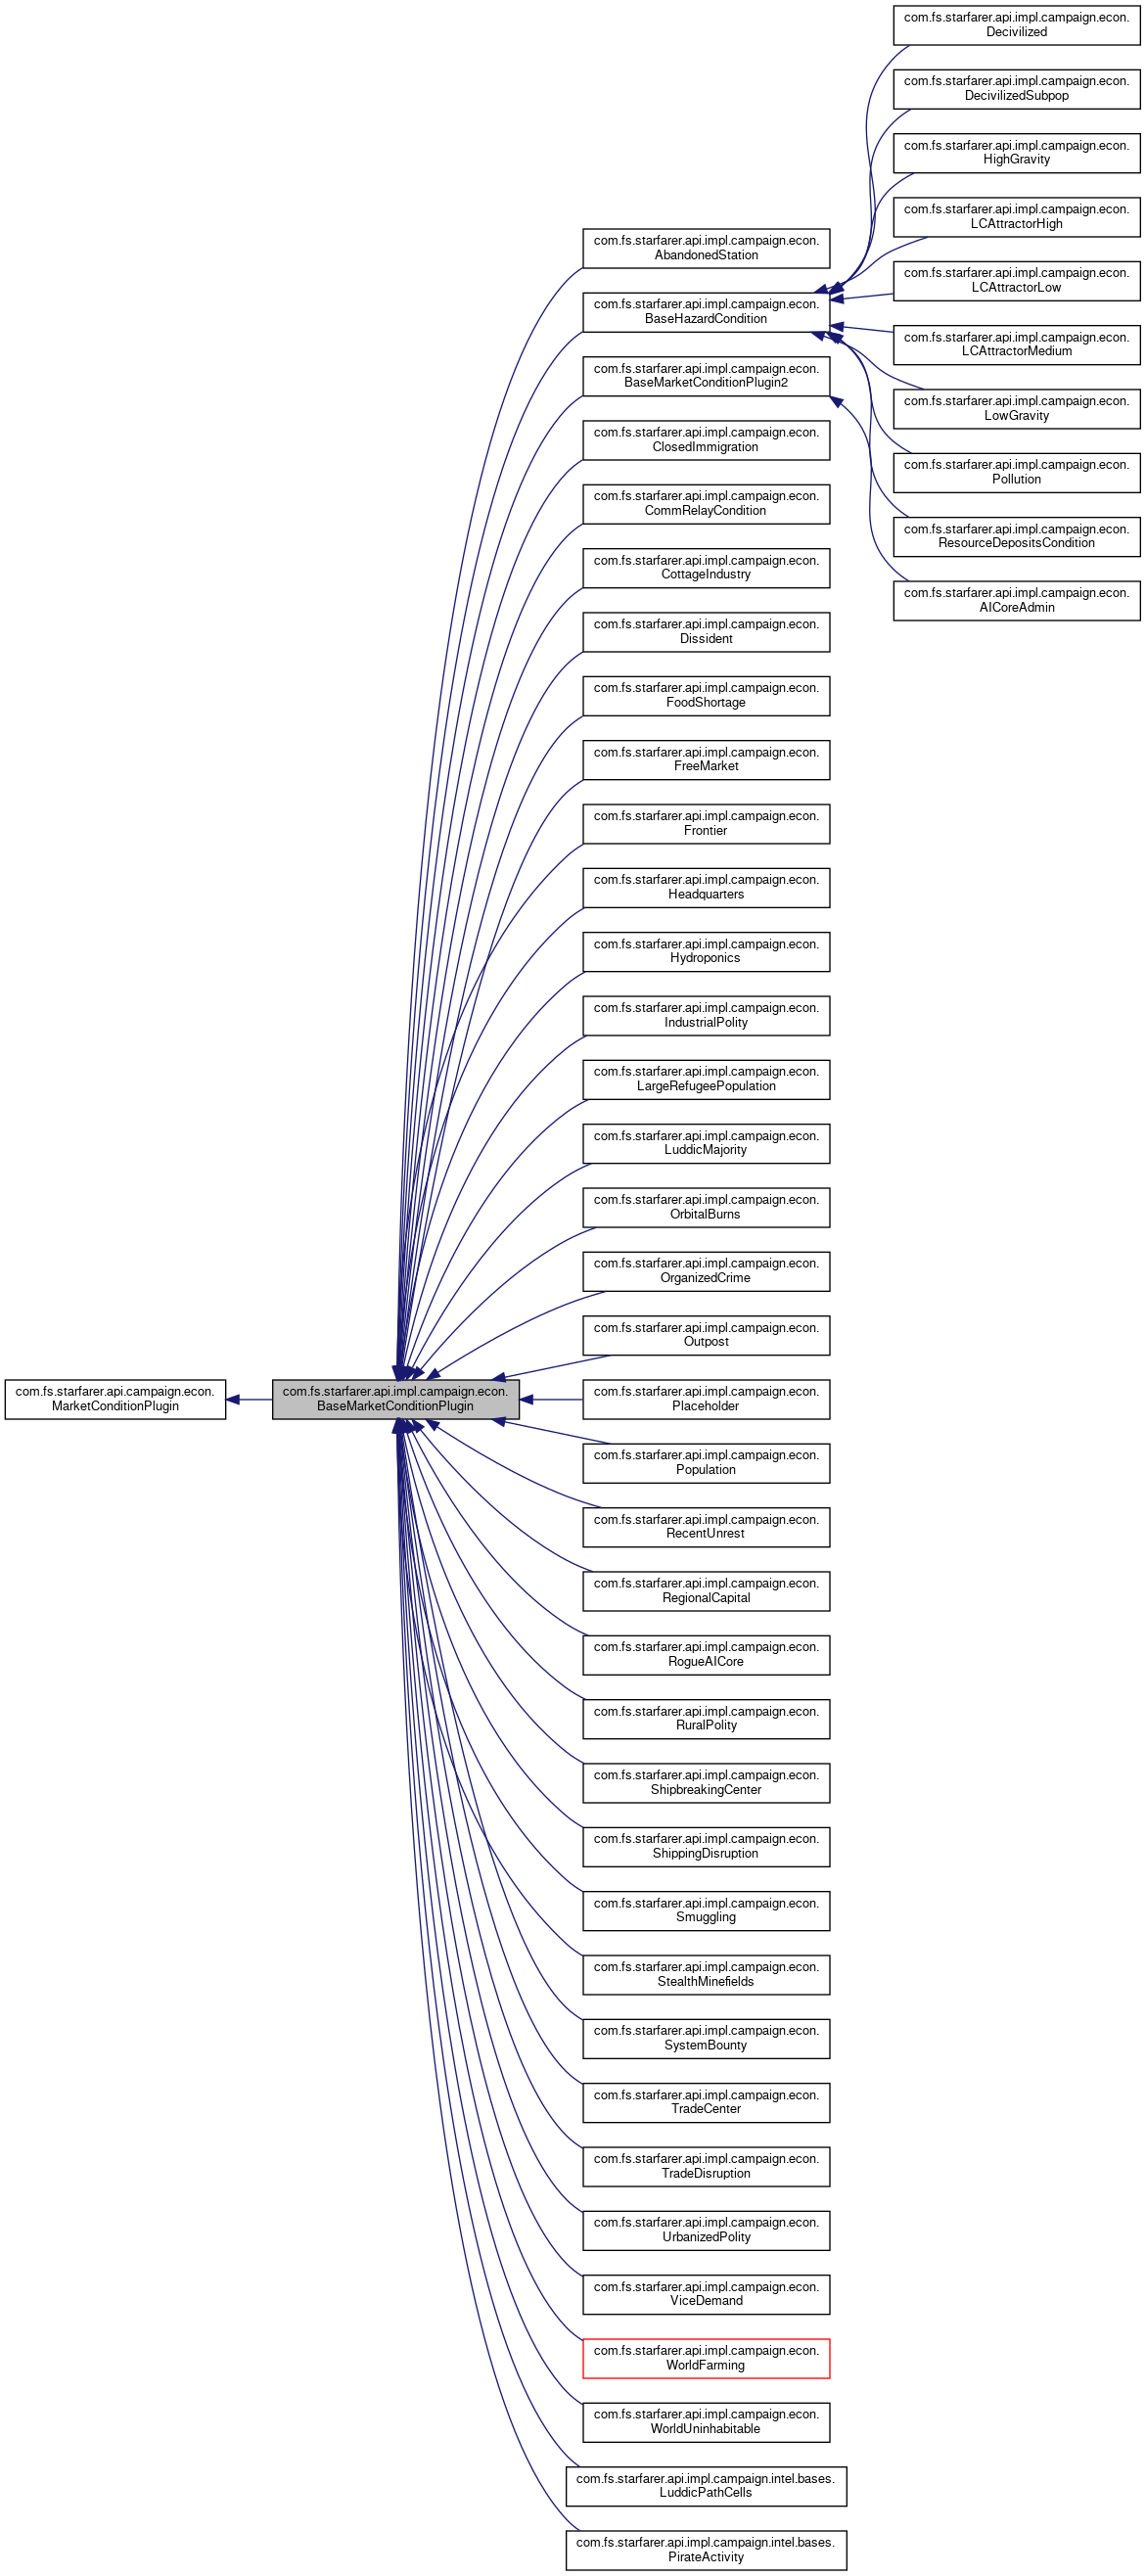 com.fs.starfarer.api.campaign.econ.
MarketConditionPlugin
com.fs.starfarer.api.impl.campaign.econ.
BaseMarketConditionPlugin
com.fs.starfarer.api.impl.campaign.econ.
AbandonedStation
com.fs.starfarer.api.impl.campaign.econ.
BaseHazardCondition
com.fs.starfarer.api.impl.campaign.econ.
BaseMarketConditionPlugin2
com.fs.starfarer.api.impl.campaign.econ.
ClosedImmigration
com.fs.starfarer.api.impl.campaign.econ.
CommRelayCondition
com.fs.starfarer.api.impl.campaign.econ.
CottageIndustry
com.fs.starfarer.api.impl.campaign.econ.
Dissident
com.fs.starfarer.api.impl.campaign.econ.
FoodShortage
com.fs.starfarer.api.impl.campaign.econ.
FreeMarket
com.fs.starfarer.api.impl.campaign.econ.
Frontier
com.fs.starfarer.api.impl.campaign.econ.
Headquarters
com.fs.starfarer.api.impl.campaign.econ.
Hydroponics
com.fs.starfarer.api.impl.campaign.econ.
IndustrialPolity
com.fs.starfarer.api.impl.campaign.econ.
LargeRefugeePopulation
com.fs.starfarer.api.impl.campaign.econ.
LuddicMajority
com.fs.starfarer.api.impl.campaign.econ.
OrbitalBurns
com.fs.starfarer.api.impl.campaign.econ.
OrganizedCrime
com.fs.starfarer.api.impl.campaign.econ.
Outpost
com.fs.starfarer.api.impl.campaign.econ.
Placeholder
com.fs.starfarer.api.impl.campaign.econ.
Population
com.fs.starfarer.api.impl.campaign.econ.
RecentUnrest
com.fs.starfarer.api.impl.campaign.econ.
RegionalCapital
com.fs.starfarer.api.impl.campaign.econ.
RogueAICore
com.fs.starfarer.api.impl.campaign.econ.
RuralPolity
com.fs.starfarer.api.impl.campaign.econ.
ShipbreakingCenter
com.fs.starfarer.api.impl.campaign.econ.
ShippingDisruption
com.fs.starfarer.api.impl.campaign.econ.
Smuggling
com.fs.starfarer.api.impl.campaign.econ.
StealthMinefields
com.fs.starfarer.api.impl.campaign.econ.
SystemBounty
com.fs.starfarer.api.impl.campaign.econ.
TradeCenter
com.fs.starfarer.api.impl.campaign.econ.
TradeDisruption
com.fs.starfarer.api.impl.campaign.econ.
UrbanizedPolity
com.fs.starfarer.api.impl.campaign.econ.
ViceDemand
com.fs.starfarer.api.impl.campaign.econ.
WorldFarming
com.fs.starfarer.api.impl.campaign.econ.
WorldUninhabitable
com.fs.starfarer.api.impl.campaign.intel.bases.
LuddicPathCells
com.fs.starfarer.api.impl.campaign.intel.bases.
PirateActivity
com.fs.starfarer.api.impl.campaign.econ.
Decivilized
com.fs.starfarer.api.impl.campaign.econ.
DecivilizedSubpop
com.fs.starfarer.api.impl.campaign.econ.
HighGravity
com.fs.starfarer.api.impl.campaign.econ.
LCAttractorHigh
com.fs.starfarer.api.impl.campaign.econ.
LCAttractorLow
com.fs.starfarer.api.impl.campaign.econ.
LCAttractorMedium
com.fs.starfarer.api.impl.campaign.econ.
LowGravity
com.fs.starfarer.api.impl.campaign.econ.
Pollution
com.fs.starfarer.api.impl.campaign.econ.
ResourceDepositsCondition
com.fs.starfarer.api.impl.campaign.econ.
AICoreAdmin